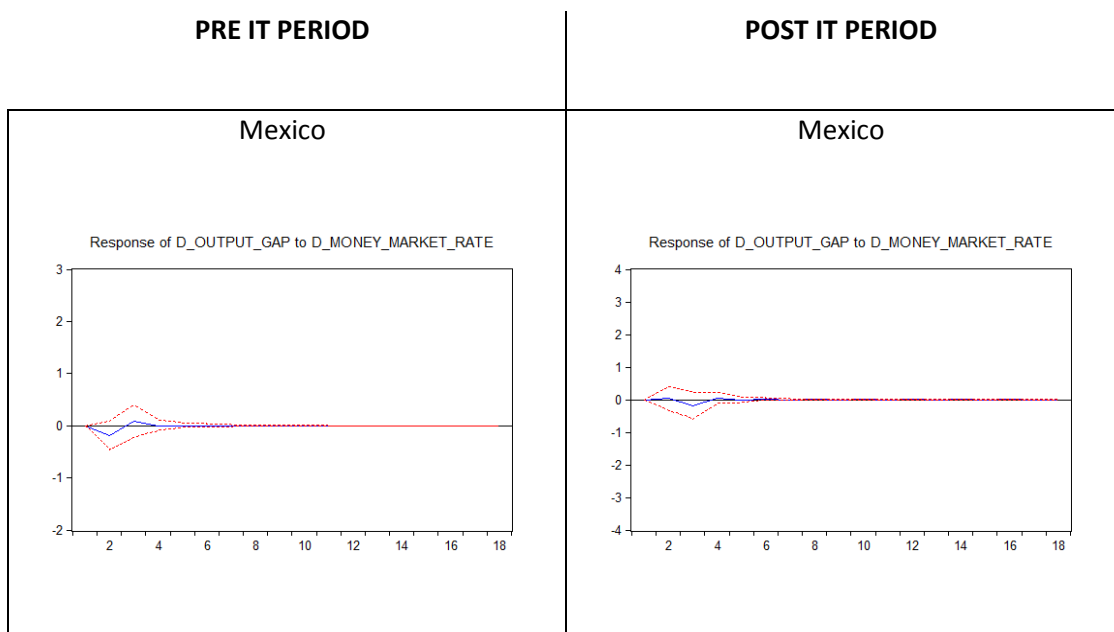 PRE IT PERIOD
POST IT PERIOD
Mexico
Mexico
Response of D_OUTPUT_GAP to D_MONEY_MARKET_RATE
3
2
1
0
-1
-2
2 4 6 8 10 12 14 16 18
Response of D_OUTPUT_GAP to D_MONEY_MARKET_RATE
4
3
2
1
0
-1
-2
-3
-4
2 4 6 8 10 12 14 16 18